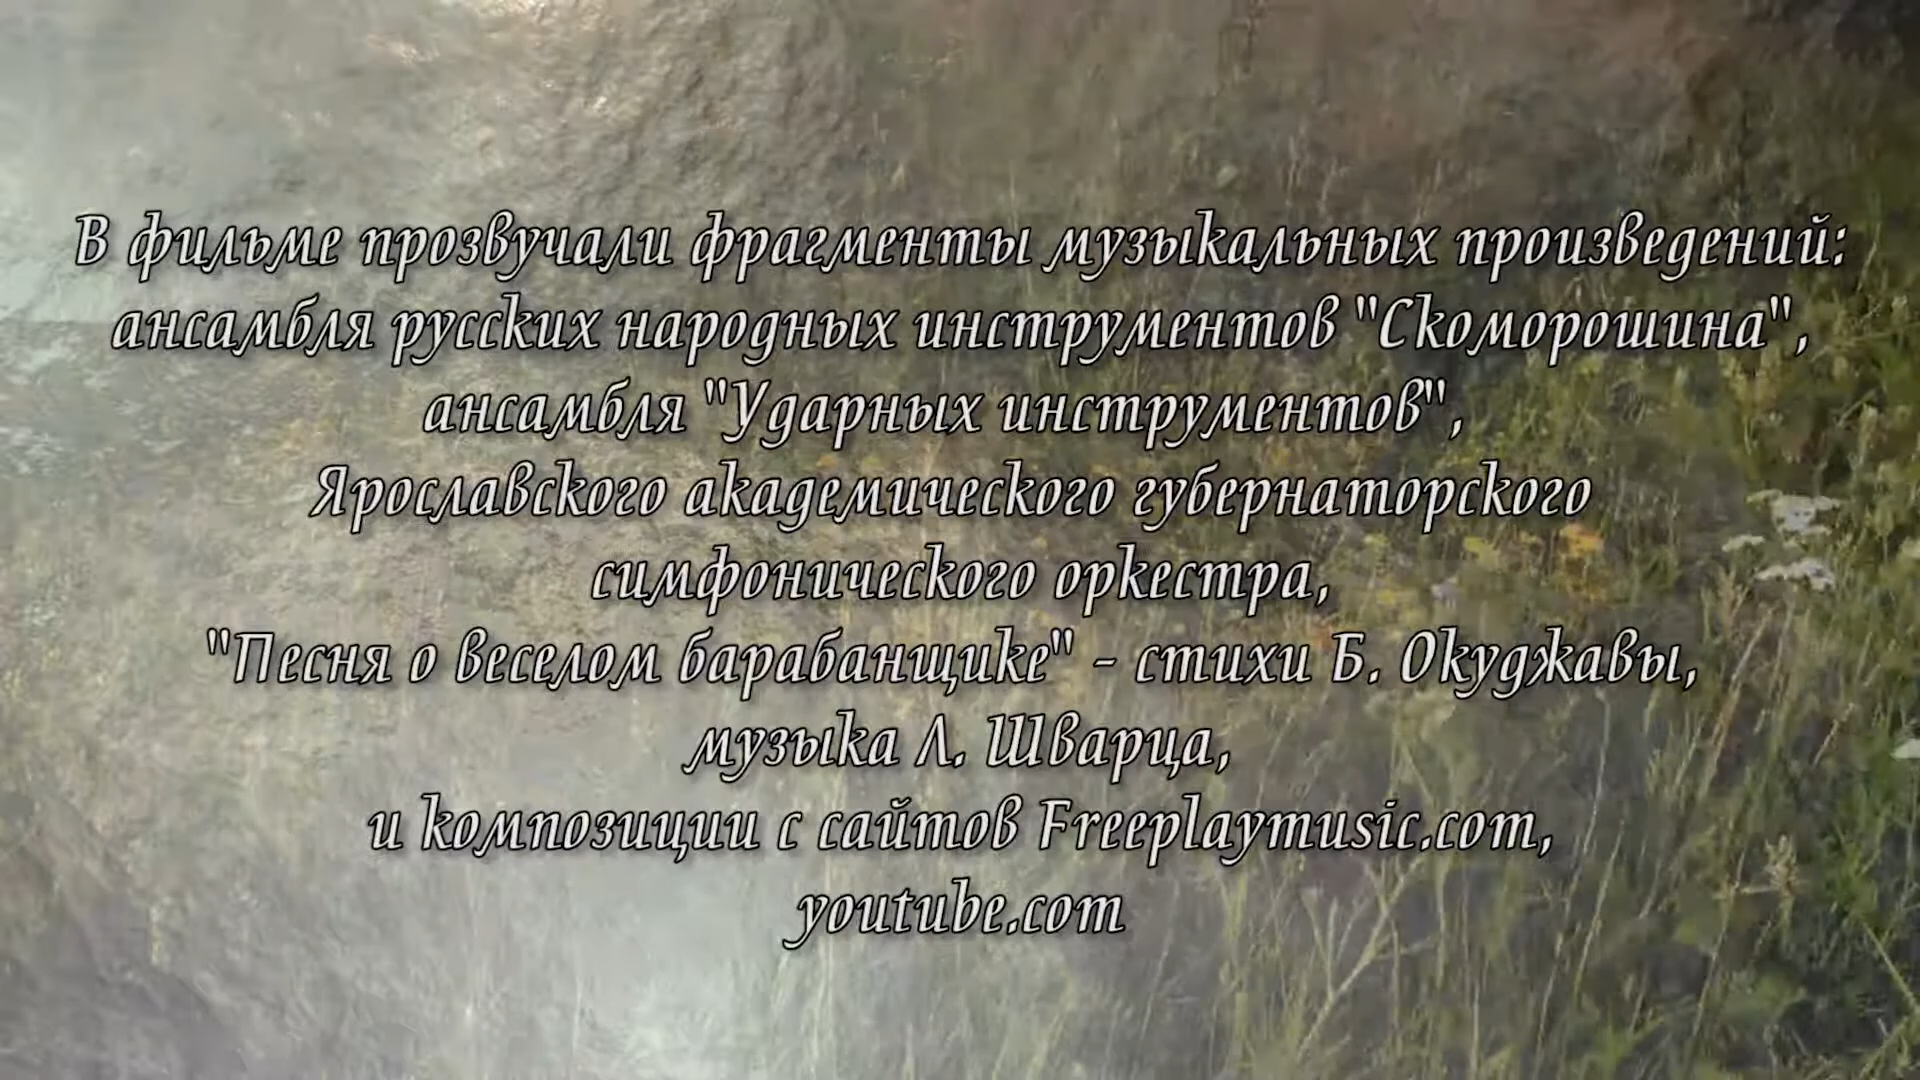 В фильме прозвучали фрагменты музыкальных произведений:
ансамбля русских народных инструментов "Скоморошина",
ансамбля "Ударных инструментов",
Ярославского академического губернаторского
симфонического оркестра,
"Песня о веселом барабанщике" - стихи Б. Окуджавы,
музыка Л. Шварца,
и композиции с сайтов Freeplaymusic.com,
youtube.com